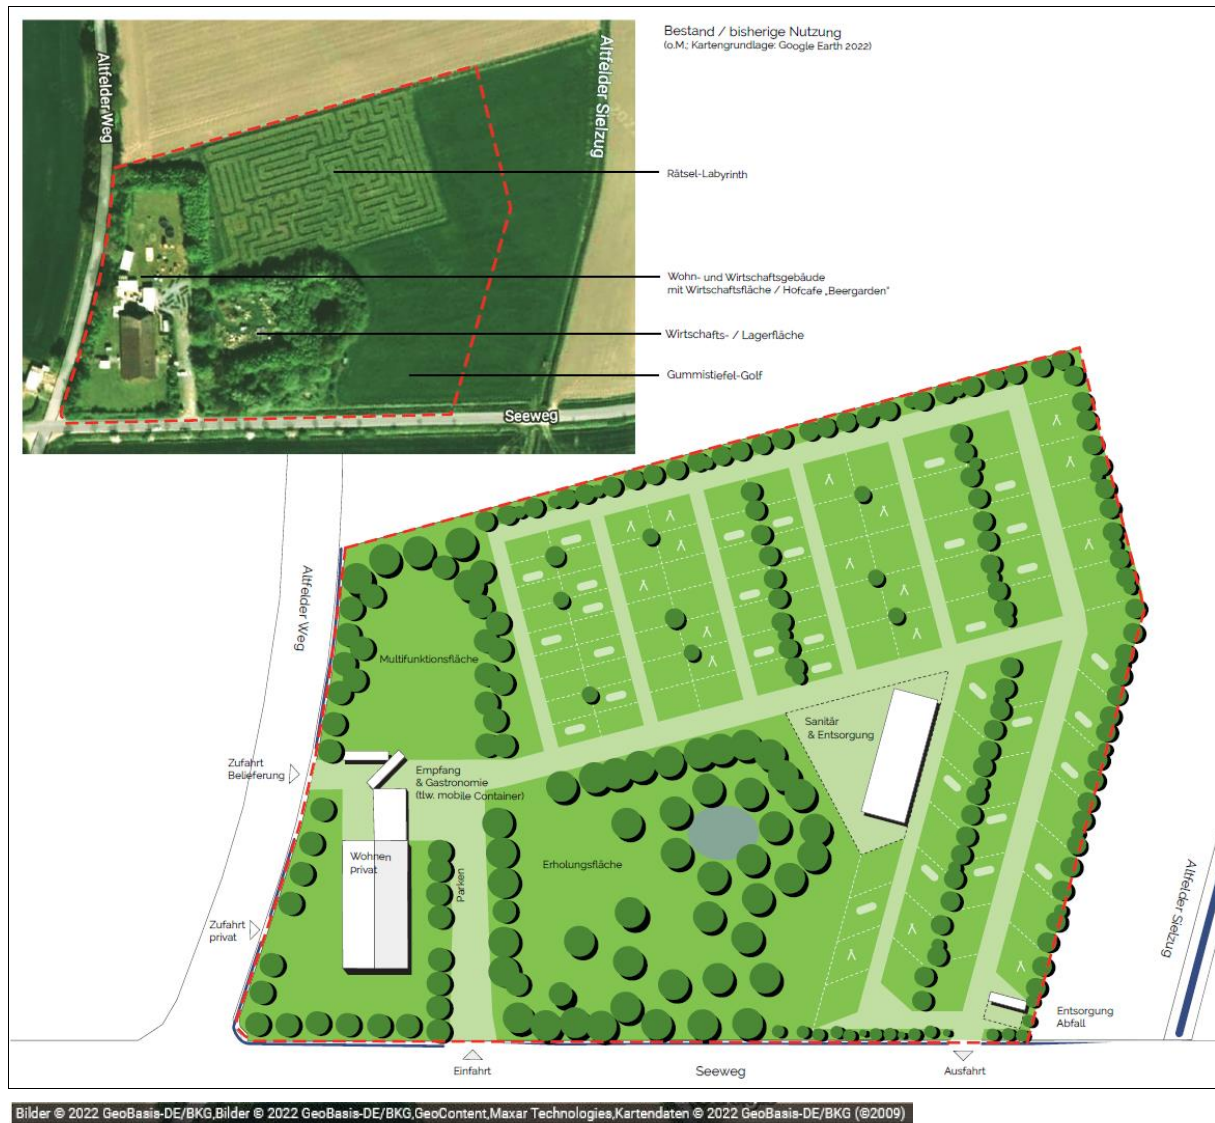 Bestand / bisherige Nutzung
(o.M.; Kartengrundlage: Google Earth 2022)
Altfelder Weg
Altfelder Sielzug
Rätsel-Labyrinth
Wohn- und Wirtschaftsgebäude
mit Wirtschaftsfläche / Hofcafe „Beergarden"
Wirtschafts- / Lagerfläche
Gummistiefel-Golf
Seeweg
Altfelder Weg
Multifunktionsfläche
Sanitär
& Entsorgung
Zufahrt
Belieferung
Empfang
& Gastronomie
(tlw. mobile Container)
Wohnen
privat
Erholungsfläche
Parken
Zufahrt
privat
Altfelder Sielzug
Entsorgung
Abfall
Einfahrt
Seeweg
Ausfahrt
Bilder © 2022 GeoBasis-DE/BKG,Bilder © 2022 GeoBasis-DE/BKG,GeoContent,Maxar Technologies,Kartendaten © 2022 GeoBasis-DE/BKG (©2009)